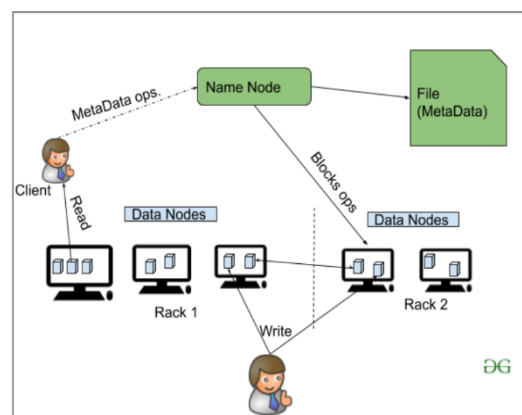 Name Node
File
(MetaData)
MetaData ops.
Client
Read
Blocks ops
Data Nodes
Data Nodes
Rack 1
Rack 2
Write